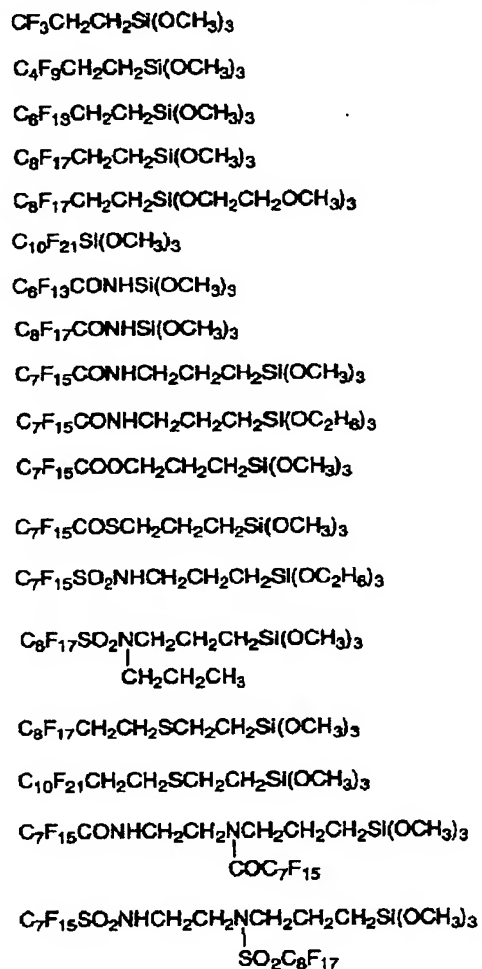 CF₃CH₂CH₂Si(OCH₃)₃
C₄F₉CH₂CH₂Si(OCH₃)₃
C₆F₁₃CH₂CH₂Si(OCH₃)₃
C₈F₁₇CH₂CH₂Si(OCH₃)₃
C₈F₁₇CH₂CH₂Si(OCH₂CH₂OCH₃)₃
C₁₀F₂₁Si(OCH₃)₃
C₆F₁₃CONHSi(OCH₃)₃
C₈F₁₇CONHSi(OCH₃)₃
C₇F₁₅CONHCH₂CH₂CH₂Si(OCH₃)₃
C₇F₁₅CONHCH₂CH₂CH₂Si(OC₂H₅)₃
C₇F₁₅COOCH₂CH₂CH₂Si(OCH₃)₃
C₇F₁₅COSCH₂CH₂CH₂Si(OCH₃)₃
C₇F₁₅SO₂NHCH₂CH₂CH₂Si(OC₂H₅)₃
C₈F₁₇SO₂NCH₂CH₂CH₂Si(OCH₃)₃
CH₂CH₂CH₃
C₈F₁₇CH₂CH₂SCH₂CH₂Si(OCH₃)₃
C₁₀F₂₁CH₂CH₂SCH₂CH₂Si(OCH₃)₃
C₇F₁₅CONHCH₂CH₂NCH₂CH₂CH₂Si(OCH₃)₃
COC₇F₁₅
C₇F₁₅SO₂NHCH₂CH₂NCH₂CH₂CH₂Si(OCH₃)₃
SO₂C₈F₁₇